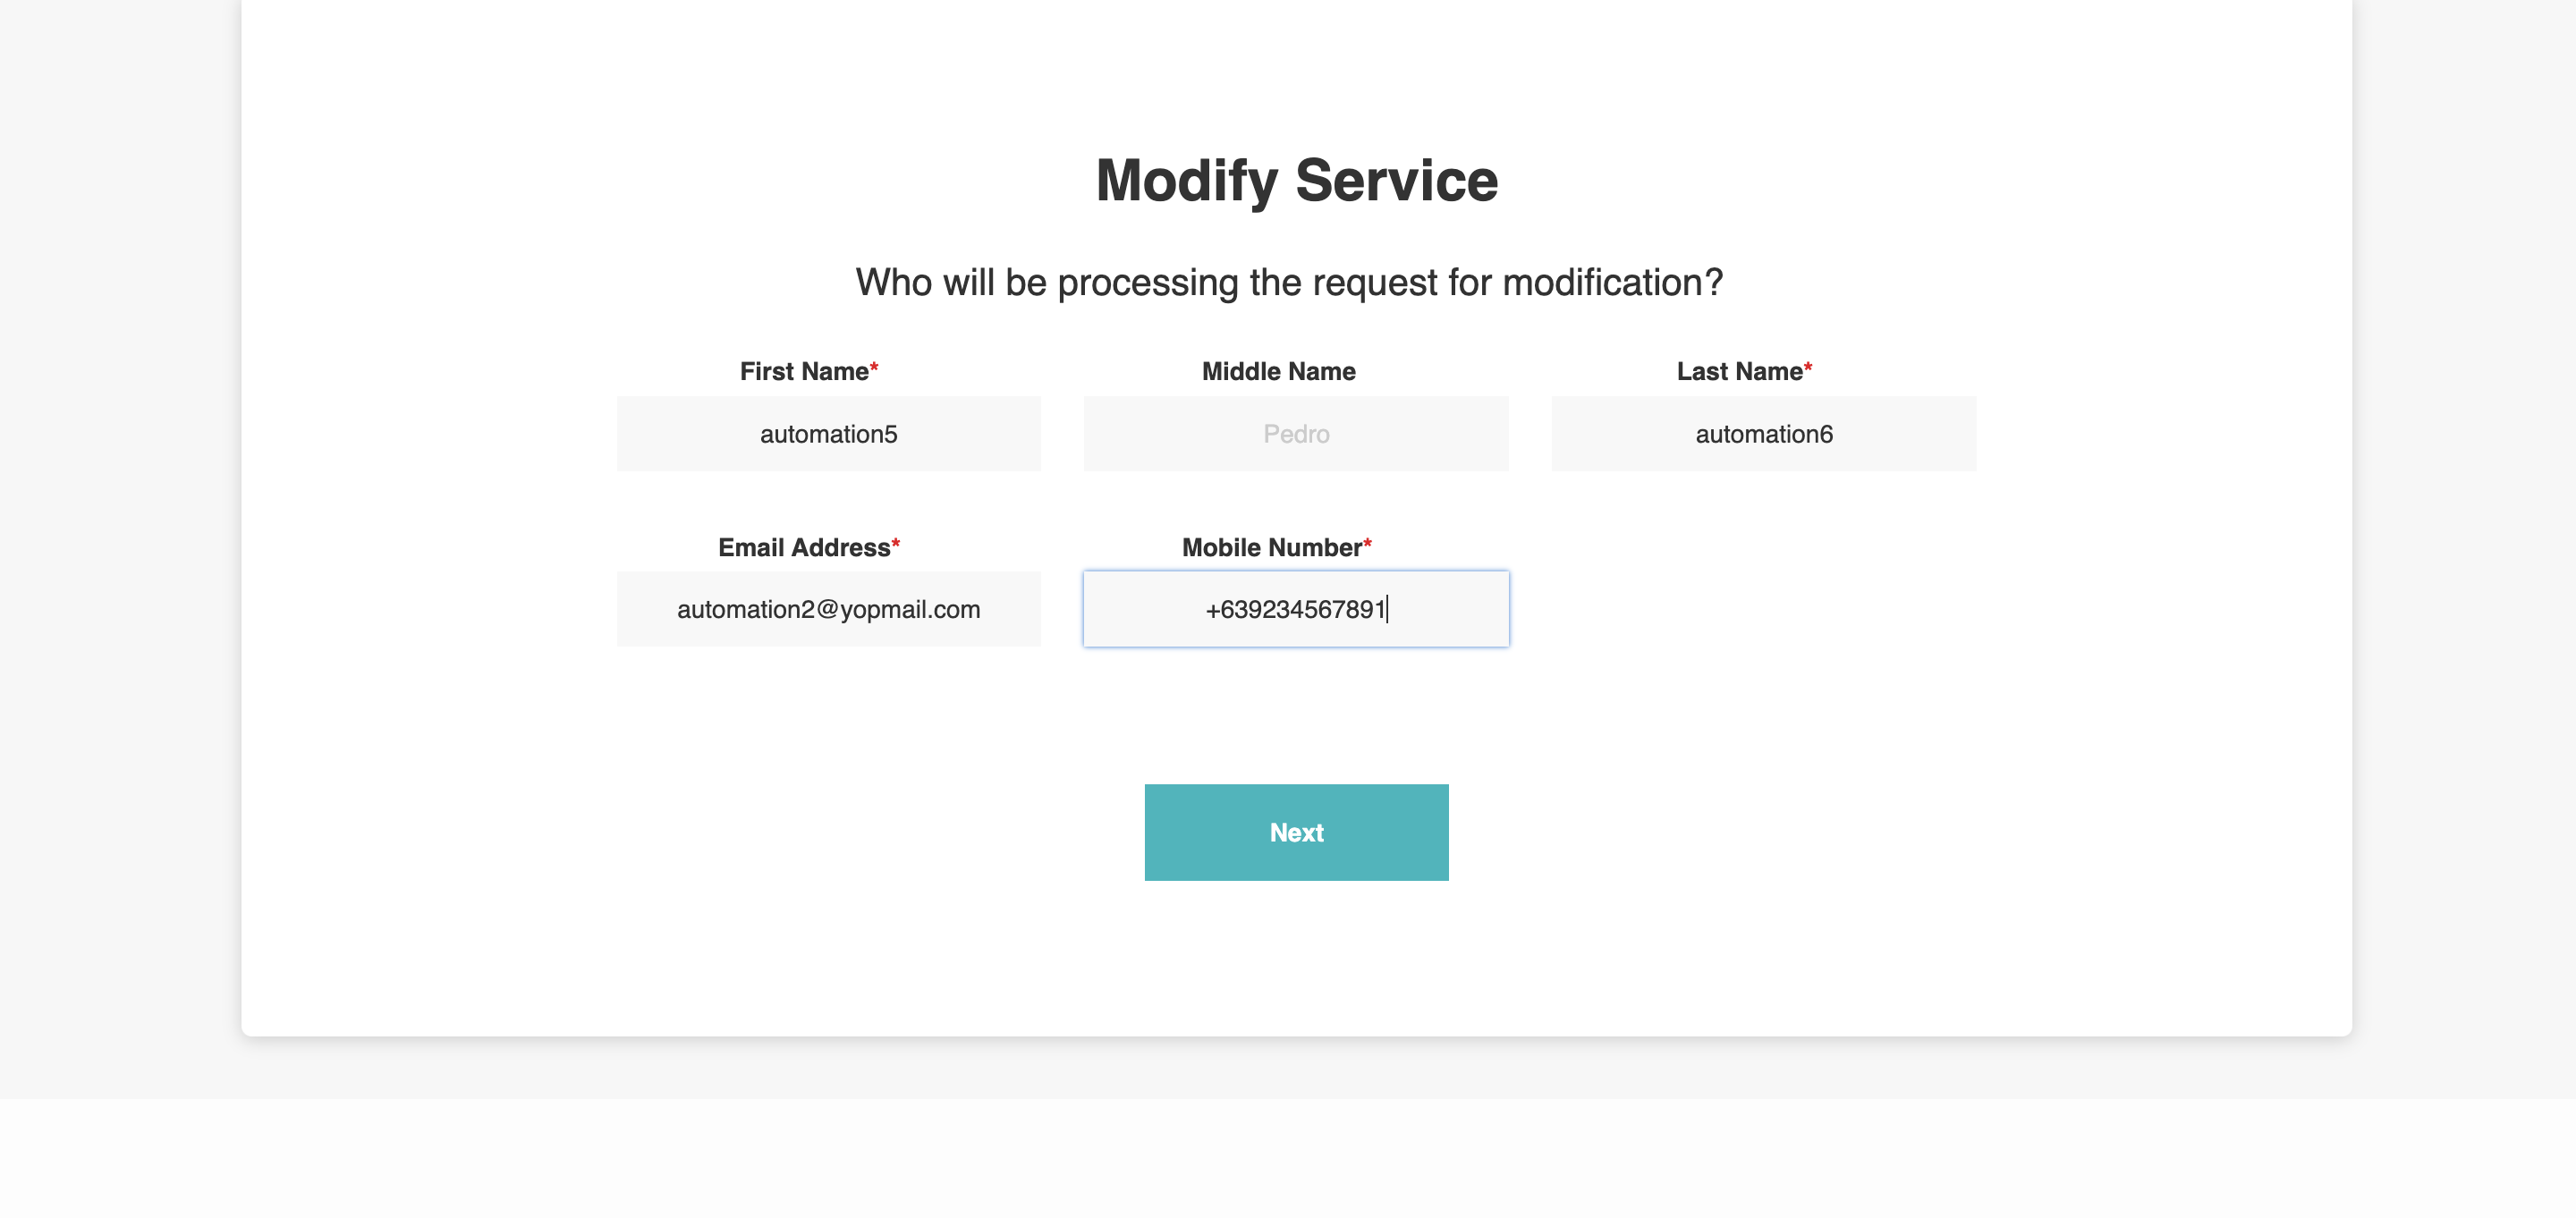 Modify Service
Who will be processing the request for modification?
First Name* Middle Name Last Name*
automation5 Pedro automation6
Email Address* Mobile Number*
automation2@yopmail.com +639234567891
Next